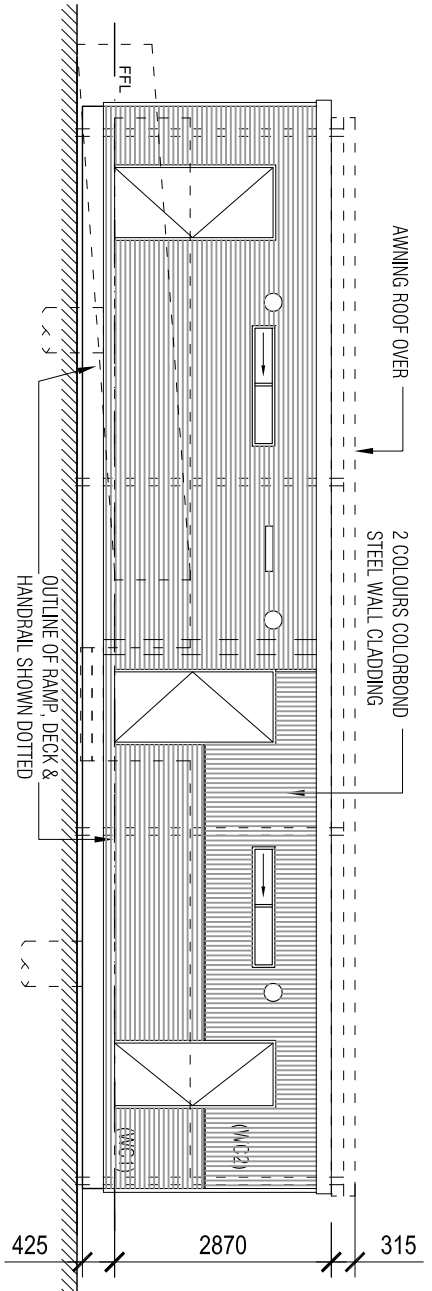 AWNING ROOF OVER
2 COLOURS COLORBOND
STEEL WALL CLADDING
FFL
OUTLINE OF RAMP, DECK &
HANDRAIL SHOWN DOTTED
(WC2)
(WC1)
425
2870
315